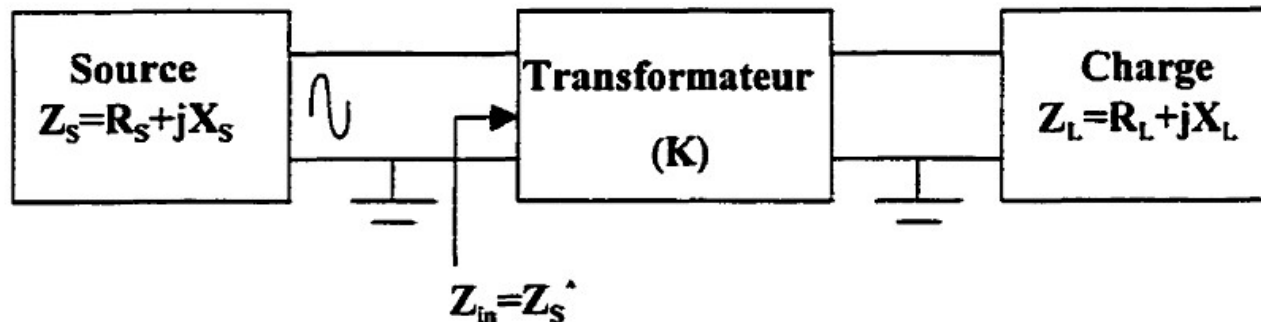 Source
Z_S=R_S+jX_S
Transformateur
(K)
Charge
Z_L=R_L+jX_L
Z_in=Z_S*